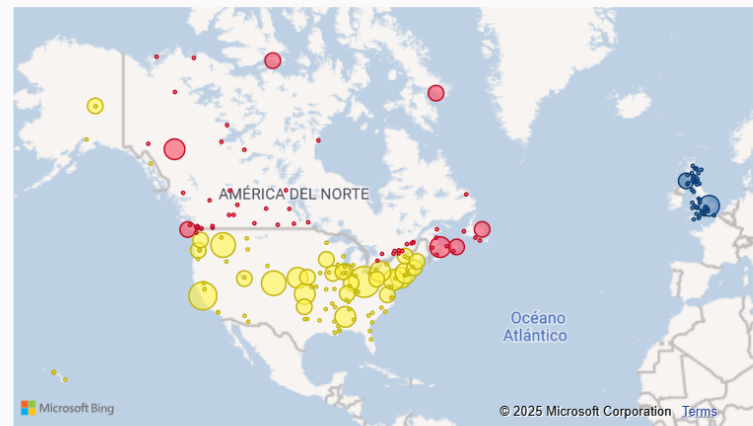 AMÉRICA DEL NORTE
Océano
Atlántico
Microsoft Bing
© 2025 Microsoft Corporation Terms